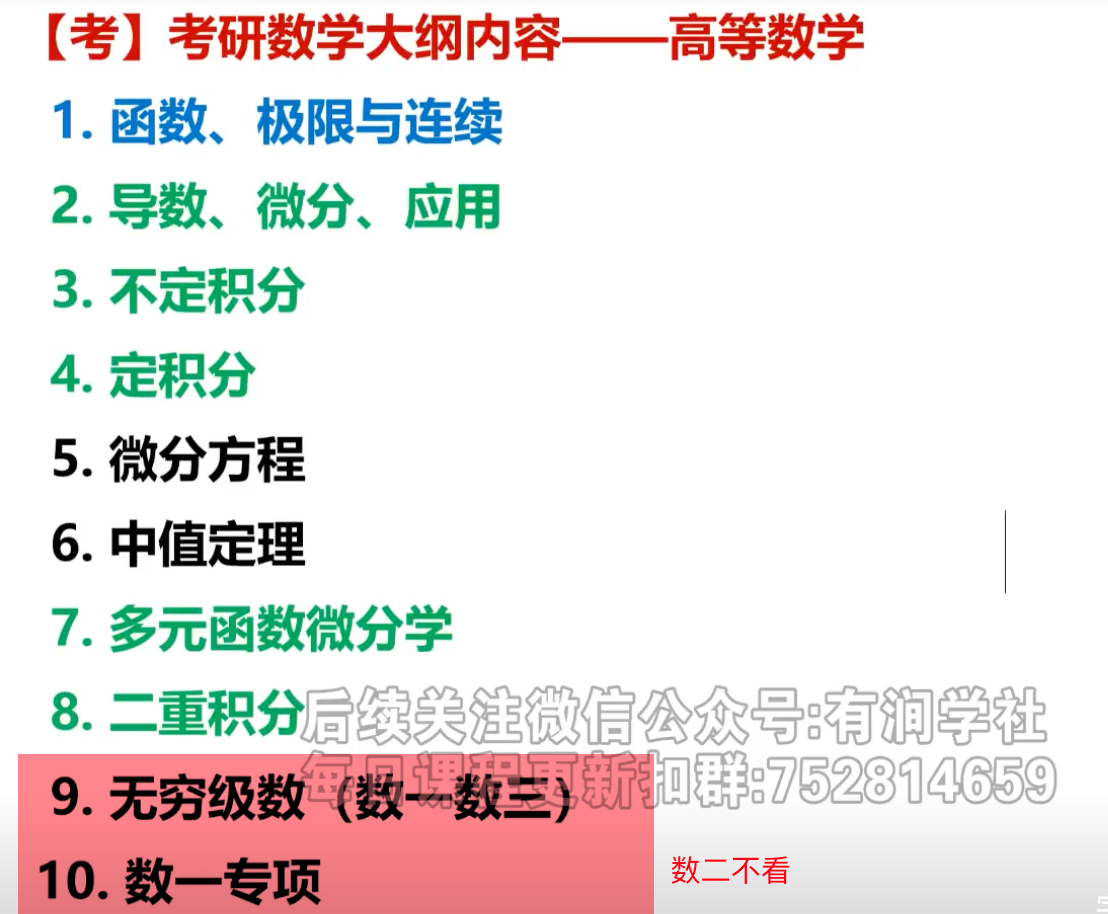 【考】考研数学大纲内容——高等数学
1. 函数、极限与连续
2. 导数、微分、应用
3. 不定积分
4. 定积分
5. 微分方程
6. 中值定理
7. 多元函数微分学
8. 二重积分
后续关注微信公众号:有润学社
每日课程更新扣群:752814659
9. 无穷级数（数一数三）
10. 数一专项
数二不看